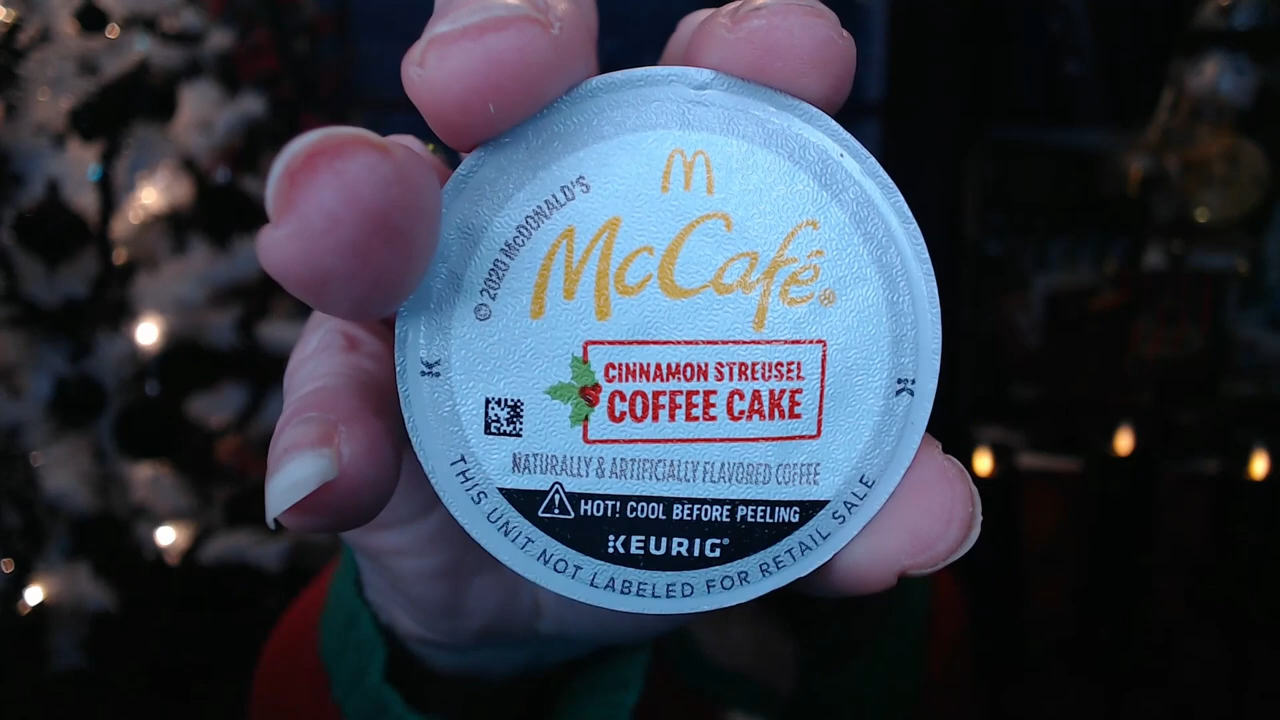 © 2020 McDONALD'S
McCafé®
CINNAMON STREUSEL
COFFEE CAKE
NATURALLY & ARTIFICIALLY FLAVORED COFFEE
HOT! COOL BEFORE PEELING
KEURIG®
THIS UNIT NOT LABELED FOR RETAIL SALE